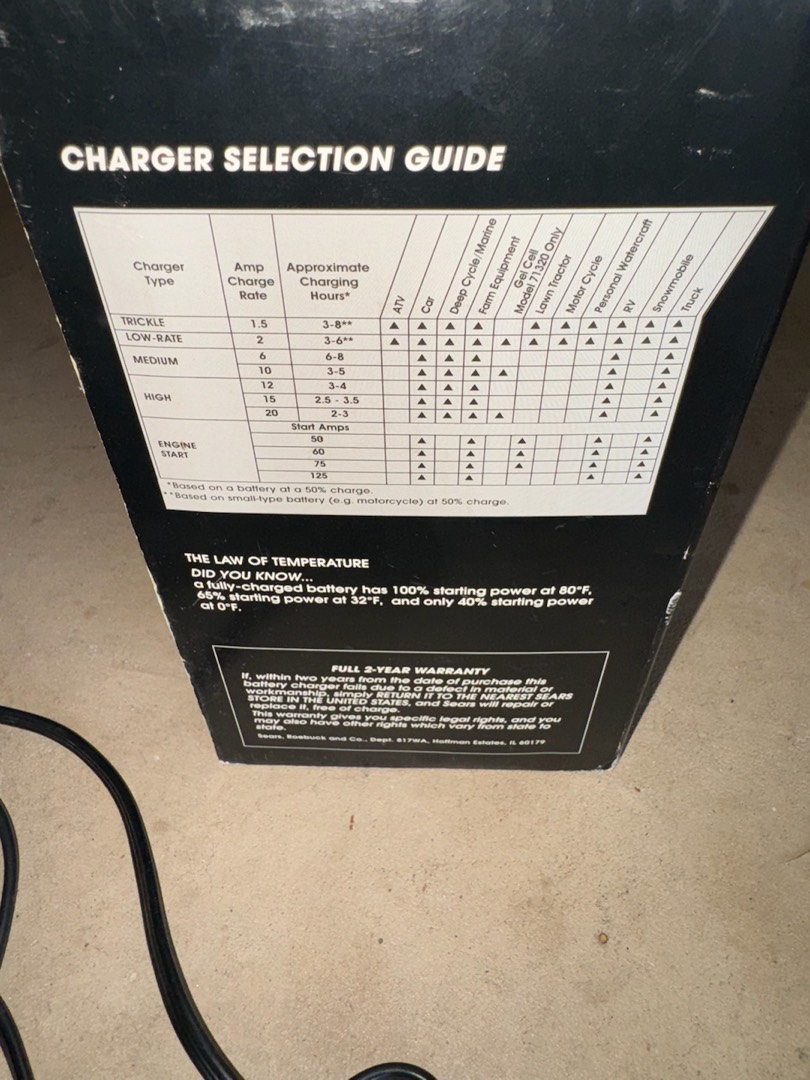 CHARGER SELECTION GUIDE
Charger Type
Amp Charge Rate
Approximate Charging Hours*
ATV
Car
Deep Cycle/Marine
Farm Equipment
Gel Cell Model 71320 Only
Lawn Tractor
Motor Cycle
Personal Watercraft
RV
Snowmobile
Truck
TRICKLE 1.5 3-8** ▲ ▲ ▲ ▲ ▲ ▲ ▲ ▲ ▲ ▲
LOW-RATE 2 3-6** ▲ ▲ ▲ ▲ ▲ ▲ ▲ ▲ ▲ ▲ ▲
MEDIUM 6 6-8 ▲ ▲ ▲ ▲ ▲
10 3-5 ▲ ▲ ▲ ▲ ▲ ▲
HIGH 12 3-4 ▲ ▲ ▲ ▲ ▲
15 2.5 - 3.5 ▲ ▲ ▲ ▲ ▲
20 2-3 ▲ ▲ ▲ ▲ ▲ ▲
Start Amps
ENGINE START 50 ▲ ▲ ▲ ▲ ▲
60 ▲ ▲ ▲ ▲ ▲
75 ▲ ▲ ▲ ▲ ▲
125 ▲ ▲ ▲ ▲
*Based on a battery at a 50% charge.
**Based on small-type battery (e.g. motorcycle) at 50% charge.
THE LAW OF TEMPERATURE
DID YOU KNOW...
a fully-charged battery has 100% starting power at 80°F,
65% starting power at 32°F, and only 40% starting power
at 0°F.
FULL 2-YEAR WARRANTY
If, within two years from the date of purchase this
battery charger fails due to a defect in material or
workmanship, simply RETURN IT TO THE NEAREST SEARS
STORE IN THE UNITED STATES, and Sears will repair or
replace it, free of charge.
This warranty gives you specific legal rights, and you
may also have other rights which vary from state to
state.
Sears, Roebuck and Co., Dept. 817WA, Hoffman Estates, IL 60179